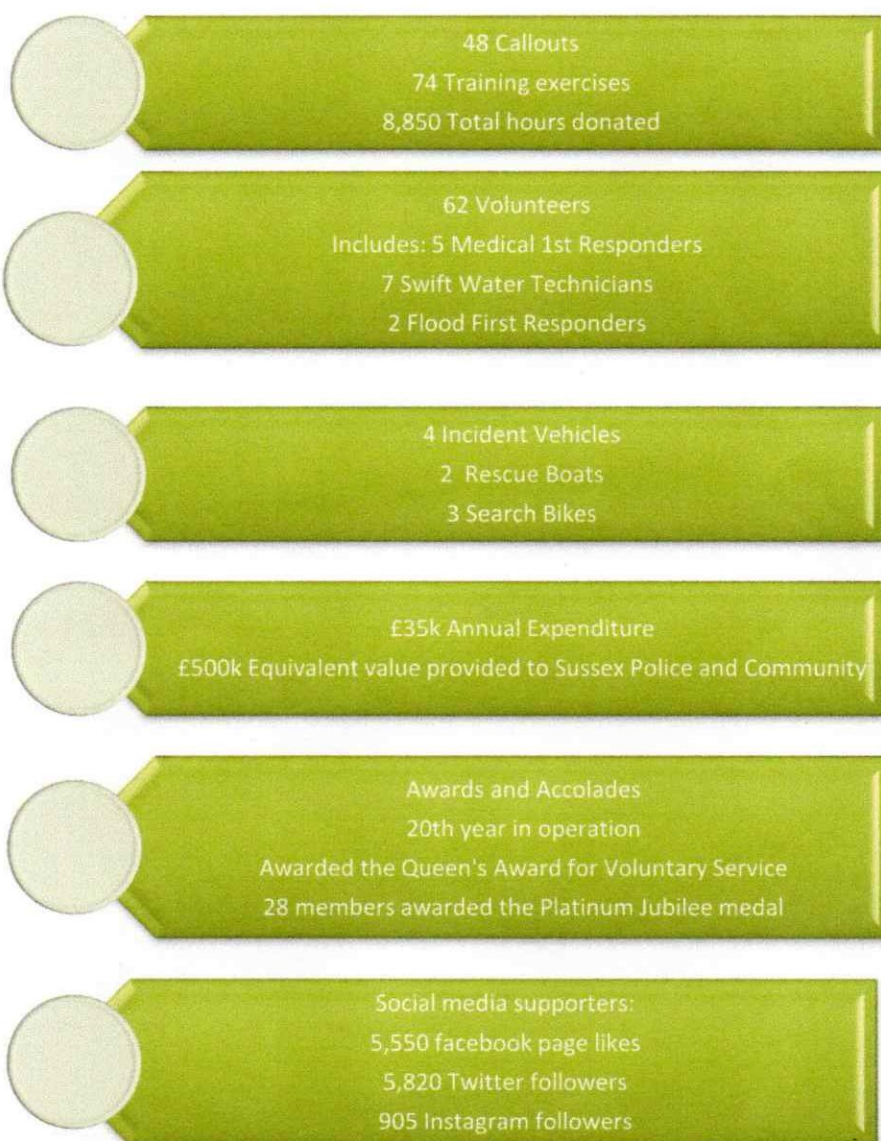 48 Callouts
74 Training exercises
8,850 Total hours donated
62 Volunteers
Includes: 5 Medical 1st Responders
7 Swift Water Technicians
2 Flood First Responders
4 Incident Vehicles
2 Rescue Boats
3 Search Bikes
£35k Annual Expenditure
£500k Equivalent value provided to Sussex Police and Community
Awards and Accolades
20th year in operation
Awarded the Queen's Award for Voluntary Service
28 members awarded the Platinum Jubilee medal
Social media supporters:
5,550 facebook page likes
5,820 Twitter followers
905 Instagram followers